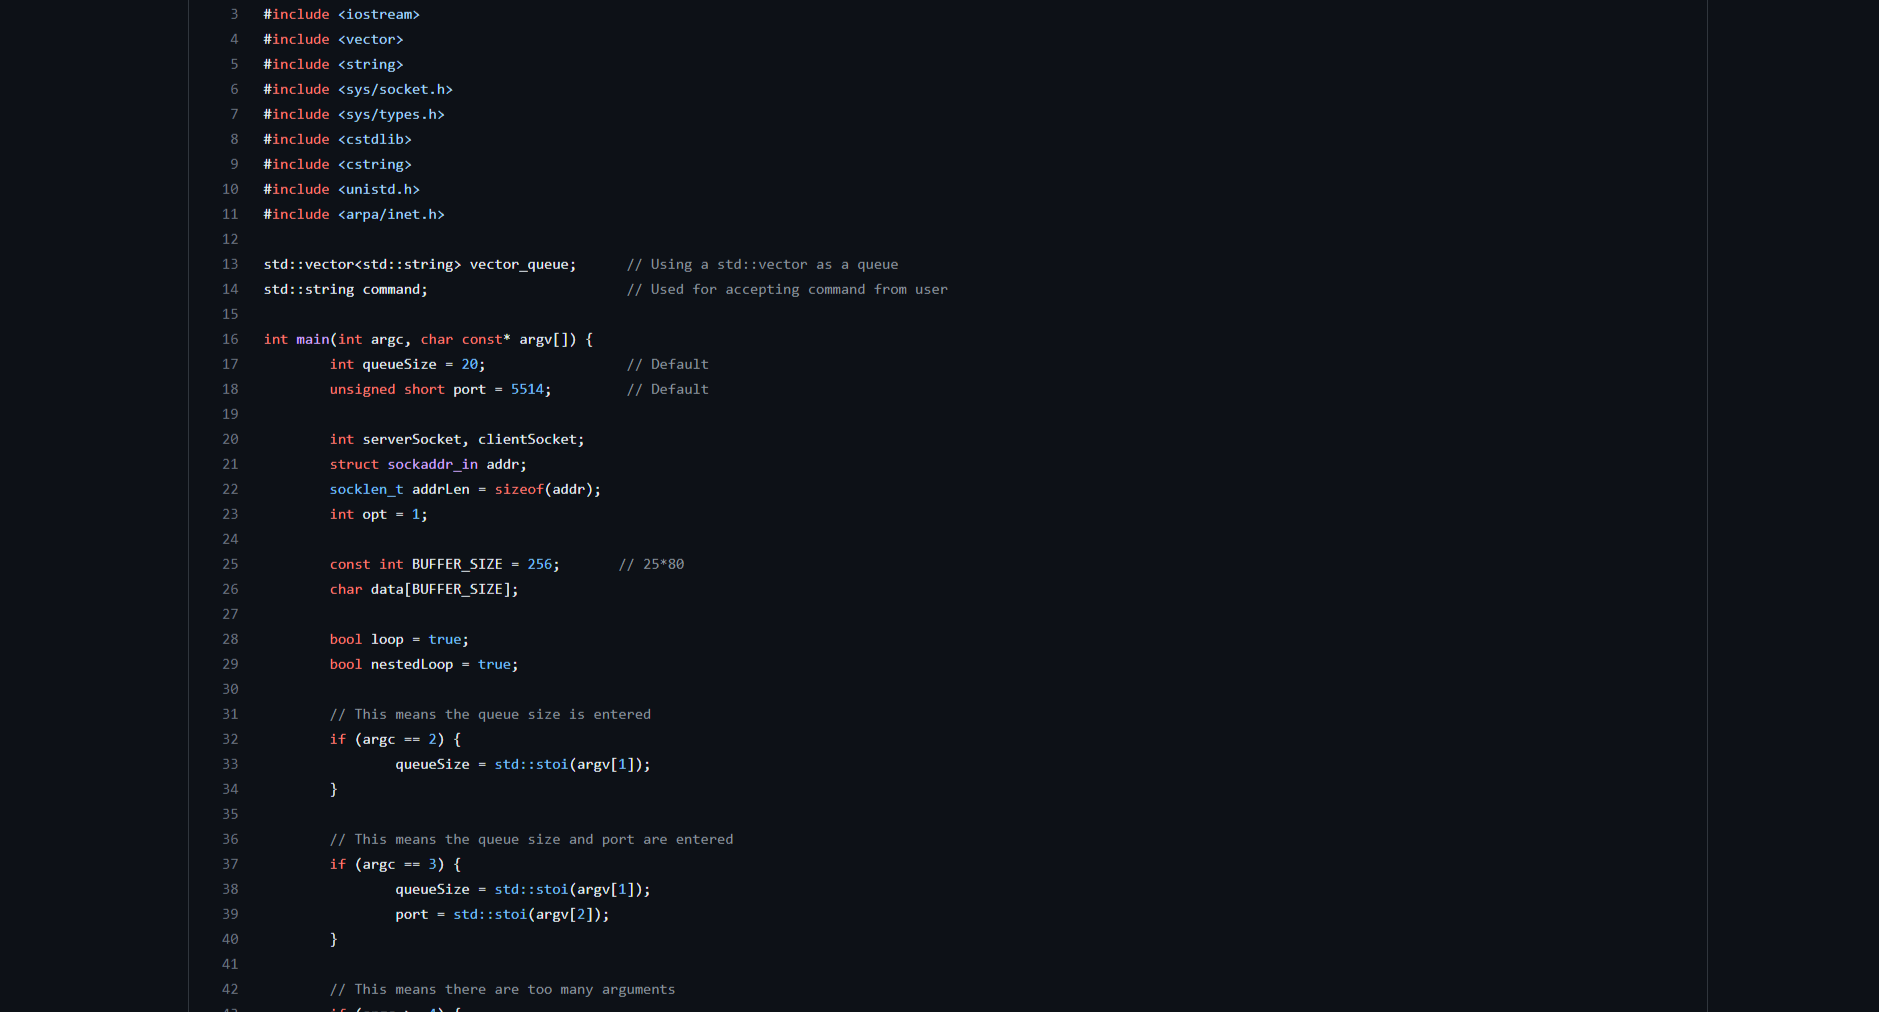 3 #include <iostream>
4 #include <vector>
5 #include <string>
6 #include <sys/socket.h>
7 #include <sys/types.h>
8 #include <cstdlib>
9 #include <cstring>
10 #include <unistd.h>
11 #include <arpa/inet.h>
12
13 std::vector<std::string> vector_queue;      // Using a std::vector as a queue
14 std::string command;                        // Used for accepting command from user
15
16 int main(int argc, char const* argv[]) {
17         int queueSize = 20;                 // Default
18         unsigned short port = 5514;         // Default
19
20         int serverSocket, clientSocket;
21         struct sockaddr_in addr;
22         socklen_t addrLen = sizeof(addr);
23         int opt = 1;
24
25         const int BUFFER_SIZE = 256;       // 25*80
26         char data[BUFFER_SIZE];
27
28         bool loop = true;
29         bool nestedLoop = true;
30
31         // This means the queue size is entered
32         if (argc == 2) {
33                 queueSize = std::stoi(argv[1]);
34         }
35
36         // This means the queue size and port are entered
37         if (argc == 3) {
38                 queueSize = std::stoi(argv[1]);
39                 port = std::stoi(argv[2]);
40         }
41
42         // This means there are too many arguments